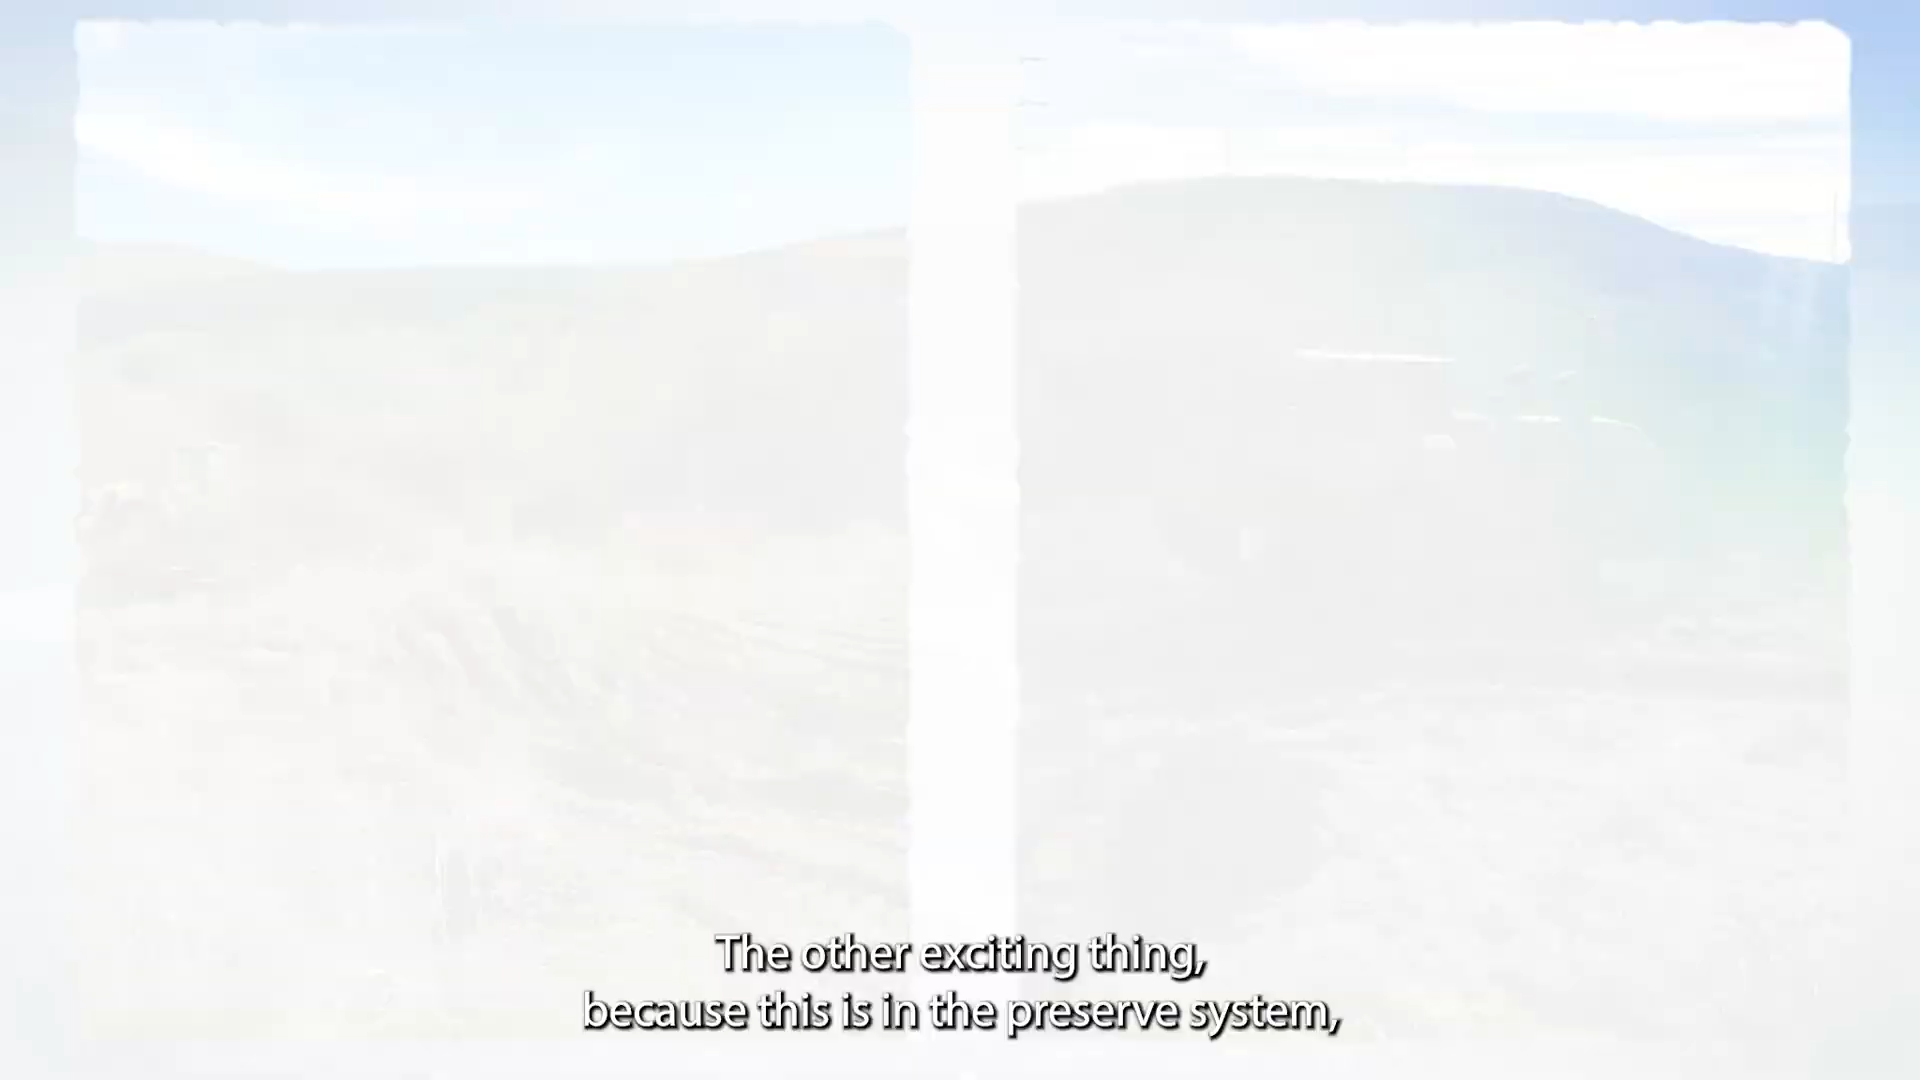 The other exciting thing,
because this is in the preserve system,